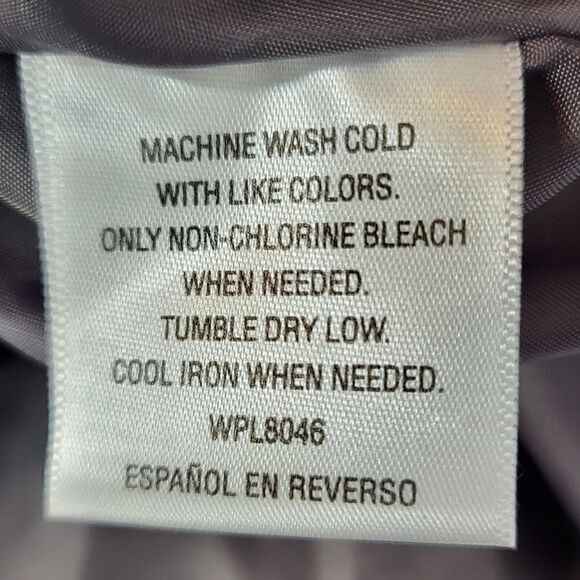 MACHINE WASH COLD
WITH LIKE COLORS.
ONLY NON-CHLORINE BLEACH
WHEN NEEDED.
TUMBLE DRY LOW.
COOL IRON WHEN NEEDED.
WPL8046
ESPAÑOL EN REVERSO